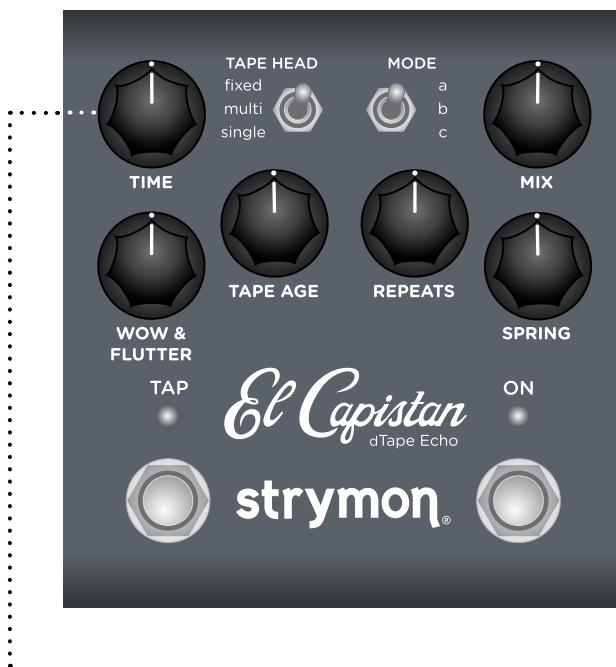 TAPE HEAD
MODE
fixed
multi
single
a
b
c
TIME
MIX
TAPE AGE
REPEATS
WOW &
FLUTTER
SPRING
TAP
ON
El Capistan
dTape Echo
strymon®